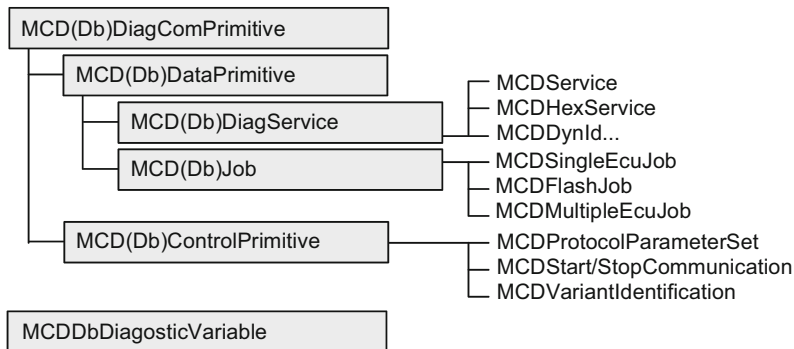 MCD(Db)DiagComPrimitive
MCD(Db)DataPrimitive
MCD(Db)DiagService
MCDService
MCDHexService
MCDDynId...
MCD(Db)Job
MCDSingleEcuJob
MCDFlashJob
MCDMultipleEcuJob
MCD(Db)ControlPrimitive
MCDProtocolParameterSet
MCDStart/StopCommunication
MCDVariantIdentification
MCDDbDiagosticVariable